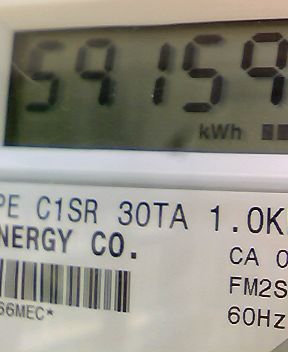 59159
kWh
PE C1SR 30TA 1.0K
NERGY CO.
CA 0
FM2S
66MEC*
60Hz